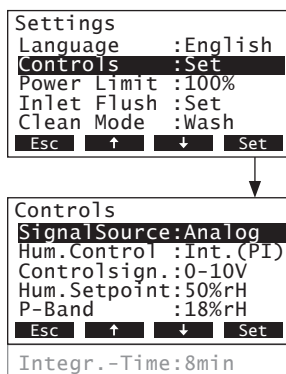 Settings
Language :English
Controls :Set
Power Limit :100%
Inlet Flush :Set
Clean Mode :Wash
Esc ↑ ↓ Set
Controls
SignalSource:Analog
Hum.Control :Int.(PI)
Controlsign.:0-10V
Hum.Setpoint:50%rH
P-Band :18%rH
Esc ↑ ↓ Set
Integr.-Time:8min